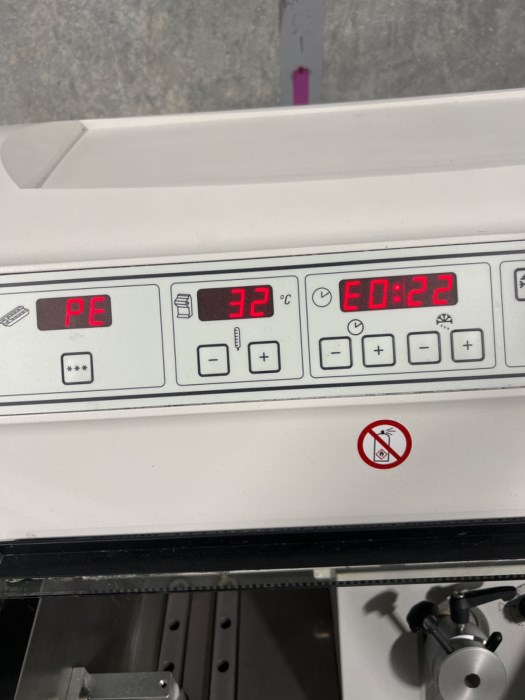 PE
32 °C
E0:22
***
- +
- + - +